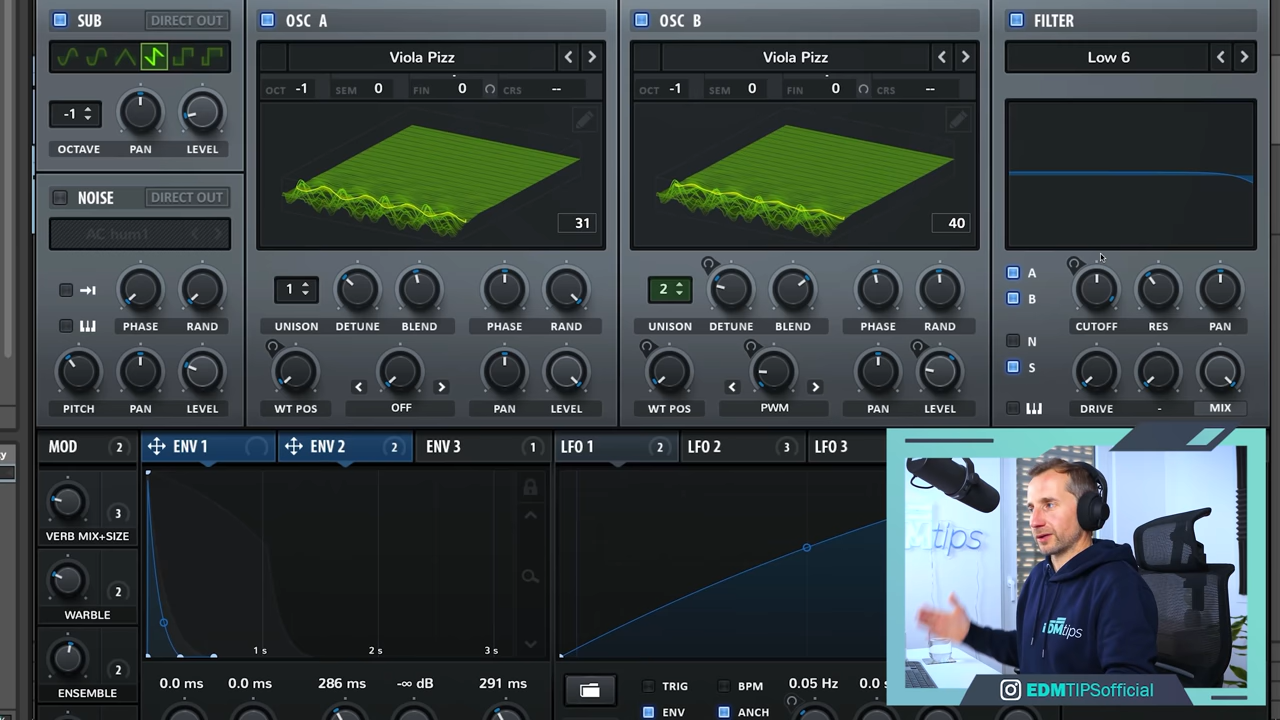 SUB DIRECT OUT
OSC A
OSC B
FILTER
Viola Pizz
Viola Pizz
Low 6
OCT -1 SEM 0 FIN 0 CRS --
OCT -1 SEM 0 FIN 0 CRS --
-1
OCTAVE PAN LEVEL
NOISE DIRECT OUT
31
40
AC hum1
A
B
1
2
PHASE RAND
UNISON DETUNE BLEND PHASE RAND
UNISON DETUNE BLEND PHASE RAND
CUTOFF RES PAN
N
S
PITCH PAN LEVEL
WT POS OFF PAN LEVEL
WT POS PWM PAN LEVEL
DRIVE - MIX
MOD 2
ENV 1
ENV 2 2
ENV 3 1
LFO 1 2
LFO 2 3
LFO 3
3
VERB MIX+SIZE
2
WARBLE
2
ENSEMBLE
1 s 2 s 3 s
0.0 ms 0.0 ms 286 ms -∞ dB 291 ms
TRIG BPM 0.05 Hz 0.0 s
ENV ANCH
y
tips
EDMtips
EDMTIPSofficial